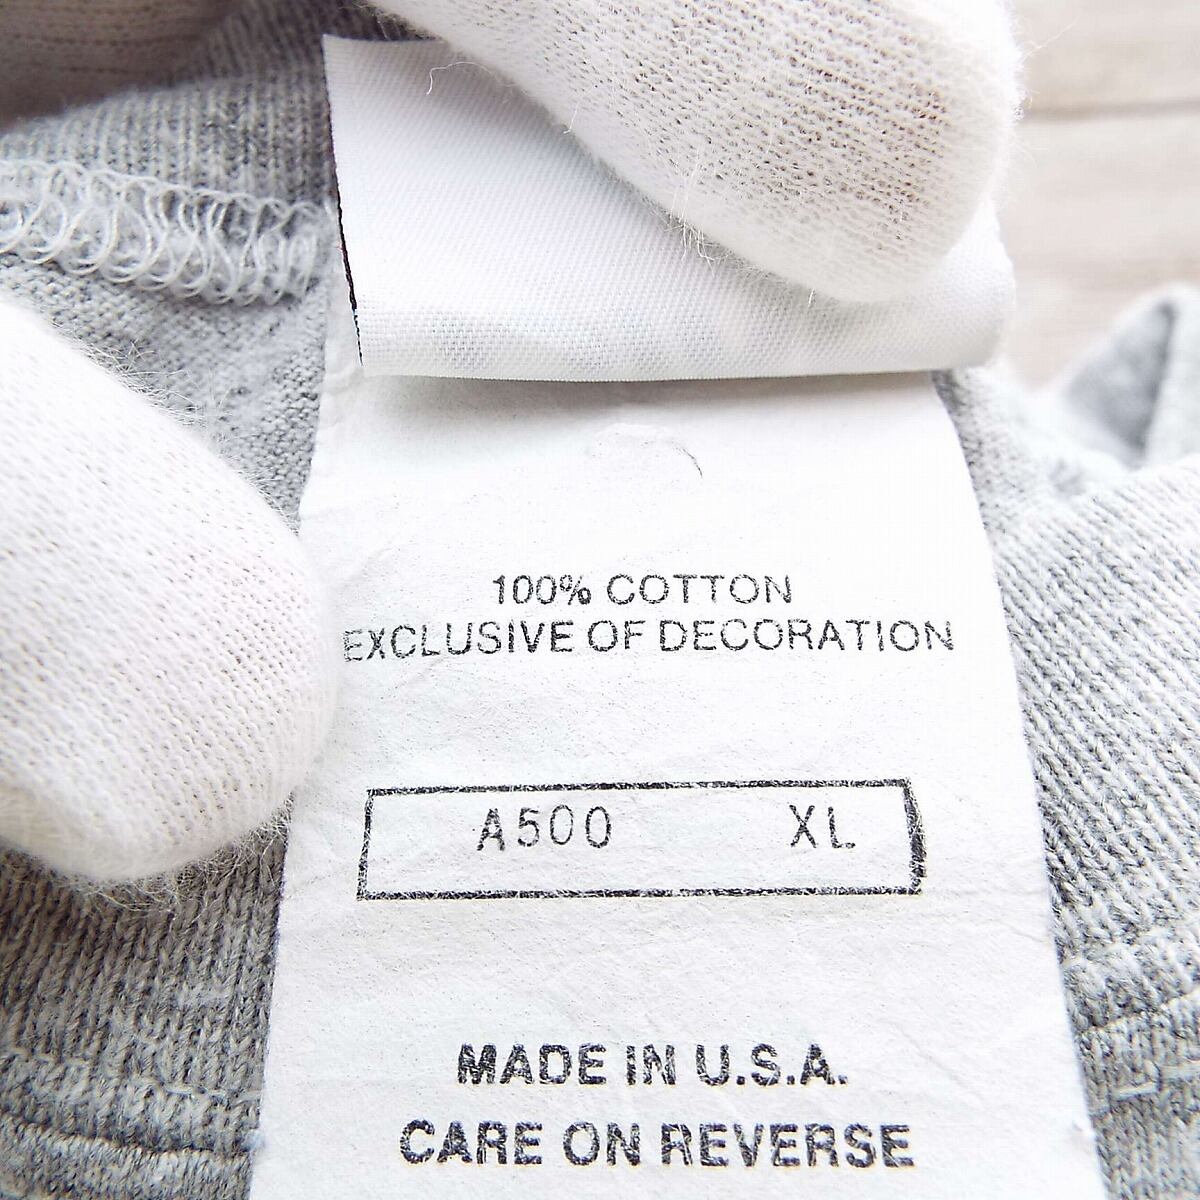 100% COTTON
EXCLUSIVE OF DECORATION
A500 XL
MADE IN U.S.A.
CARE ON REVERSE